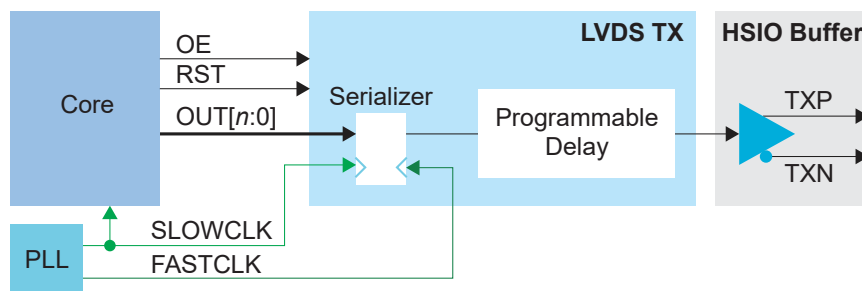 LVDS TX
HSIO Buffer
OE
RST
Core
Serializer
OUT[n:0]
Programmable
Delay
TXP
TXN
SLOWCLK
PLL
FASTCLK